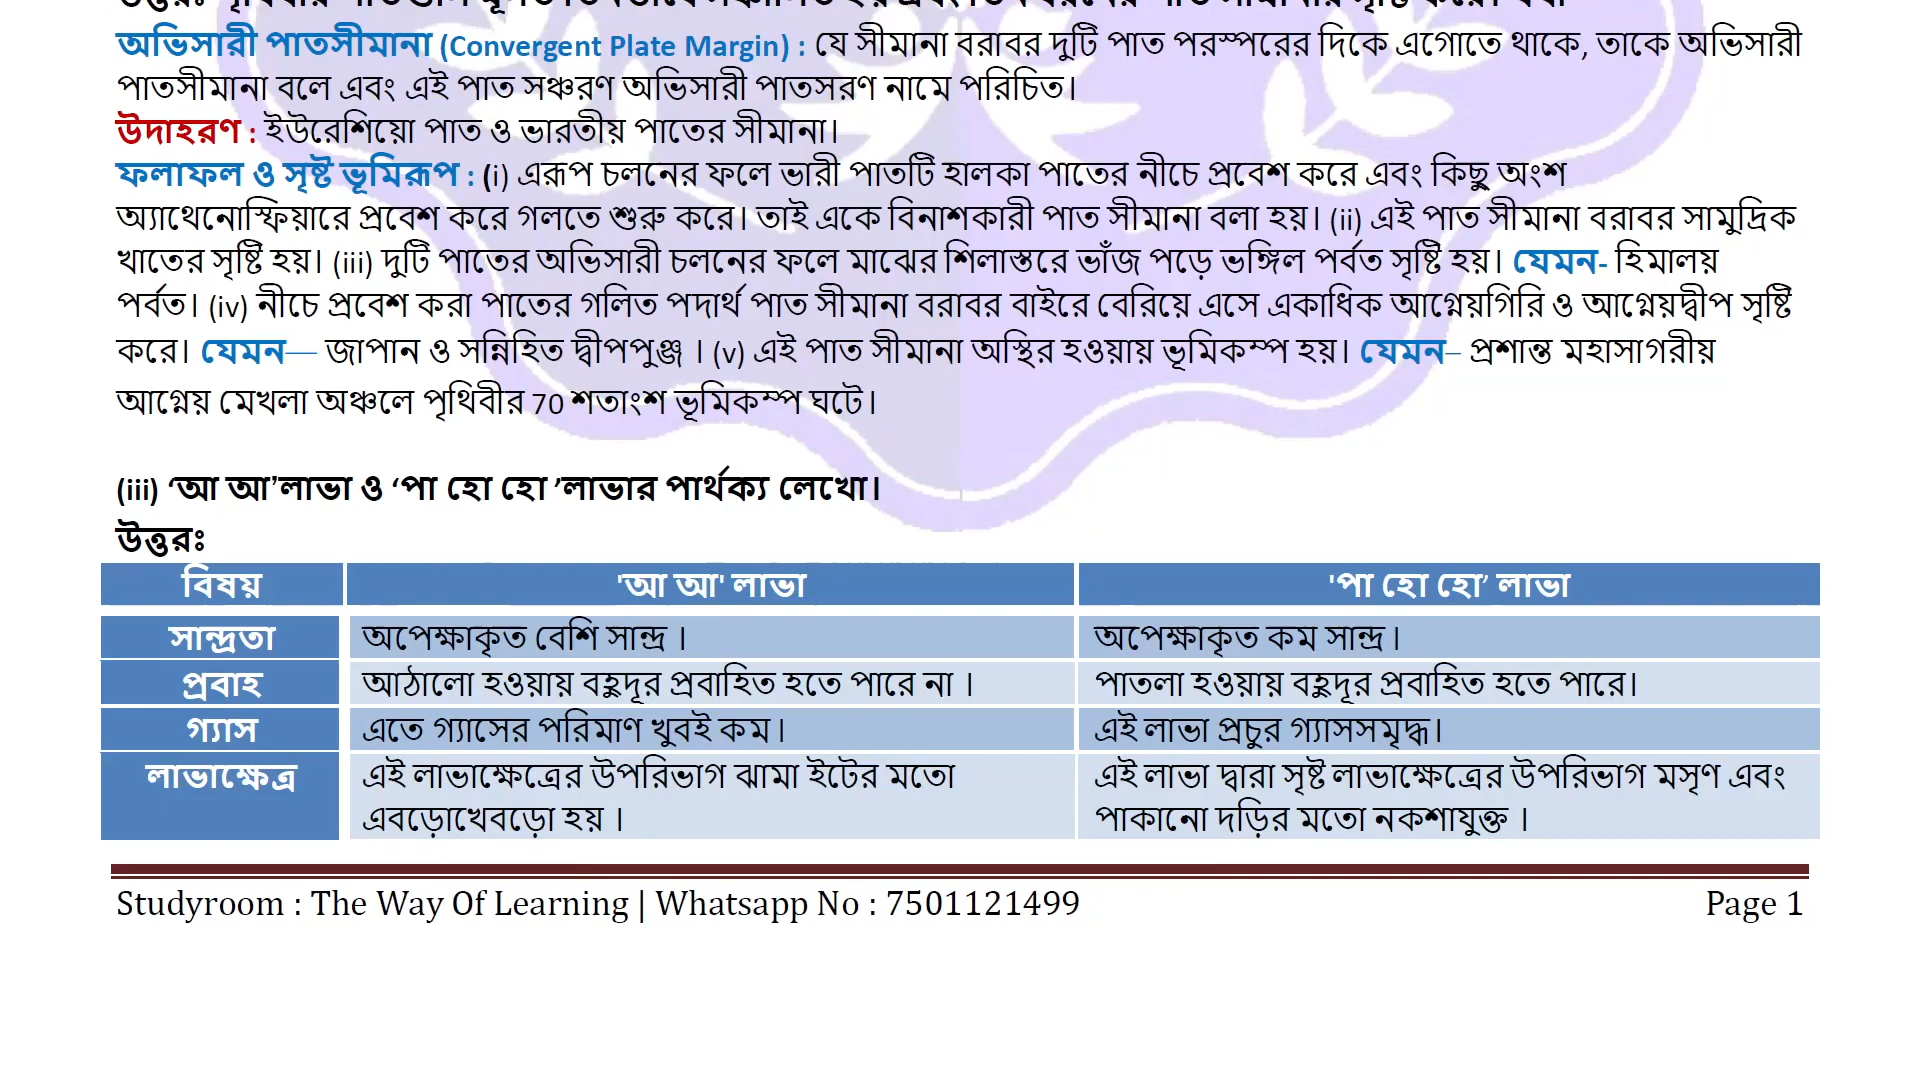 অভিসারী পাতসীমানা (Convergent Plate Margin) : যে সীমানা বরাবর দুটি পাত পরস্পরের দিকে এগোতে থাকে, তাকে অভিসারী
পাতসীমানা বলে এবং এই পাত সঞ্চরণ অভিসারী পাতসরণ নামে পরিচিত।
উদাহরণ : ইউরেশিয়ো পাত ও ভারতীয় পাতের সীমানা।
ফলাফল ও সৃষ্ট ভূমিরূপ : (i) এরূপ চলনের ফলে ভারী পাতটি হালকা পাতের নীচে প্রবেশ করে এবং কিছু অংশ
অ্যাথেনোস্ফিয়ারে প্রবেশ করে গলতে শুরু করে। তাই একে বিনাশকারী পাত সীমানা বলা হয়। (ii) এই পাত সীমানা বরাবর সামুদ্রিক
খাতের সৃষ্টি হয়। (iii) দুটি পাতের অভিসারী চলনের ফলে মাঝের শিলাস্তরে ভাঁজ পড়ে ভঙ্গিল পর্বত সৃষ্টি হয়। যেমন- হিমালয়
পর্বত। (iv) নীচে প্রবেশ করা পাতের গলিত পদার্থ পাত সীমানা বরাবর বাইরে বেরিয়ে এসে একাধিক আগ্নেয়গিরি ও আগ্নেয়দ্বীপ সৃষ্টি
করে। যেমন— জাপান ও সন্নিহিত দ্বীপপুঞ্জ । (v) এই পাত সীমানা অস্থির হওয়ায় ভূমিকম্প হয়। যেমন– প্রশান্ত মহাসাগরীয়
আগ্নেয় মেখলা অঞ্চলে পৃথিবীর 70 শতাংশ ভূমিকম্প ঘটে।
(iii) ‘আ আ’লাভা ও ‘পা হো হো ’লাভার পার্থক্য লেখো।
উত্তরঃ
বিষয় 'আ আ' লাভা 'পা হো হো’ লাভা
সান্দ্রতা অপেক্ষাকৃত বেশি সান্দ্র । অপেক্ষাকৃত কম সান্দ্র।
প্রবাহ আঠালো হওয়ায় বহুদূর প্রবাহিত হতে পারে না । পাতলা হওয়ায় বহুদূর প্রবাহিত হতে পারে।
গ্যাস এতে গ্যাসের পরিমাণ খুবই কম। এই লাভা প্রচুর গ্যাসসমৃদ্ধ।
লাভাক্ষেত্র এই লাভাক্ষেত্রের উপরিভাগ ঝামা ইটের মতো এই লাভা দ্বারা সৃষ্ট লাভাক্ষেত্রের উপরিভাগ মসৃণ এবং
এবড়োখেবড়ো হয় । পাকানো দড়ির মতো নকশাযুক্ত ।
Studyroom : The Way Of Learning | Whatsapp No : 7501121499 Page 1